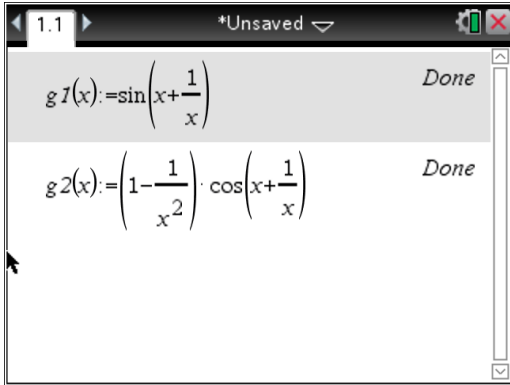 1.1 *Unsaved
g1(x):=sin(x+1/x) Done
g2(x):=(1-1/x^2)·cos(x+1/x) Done